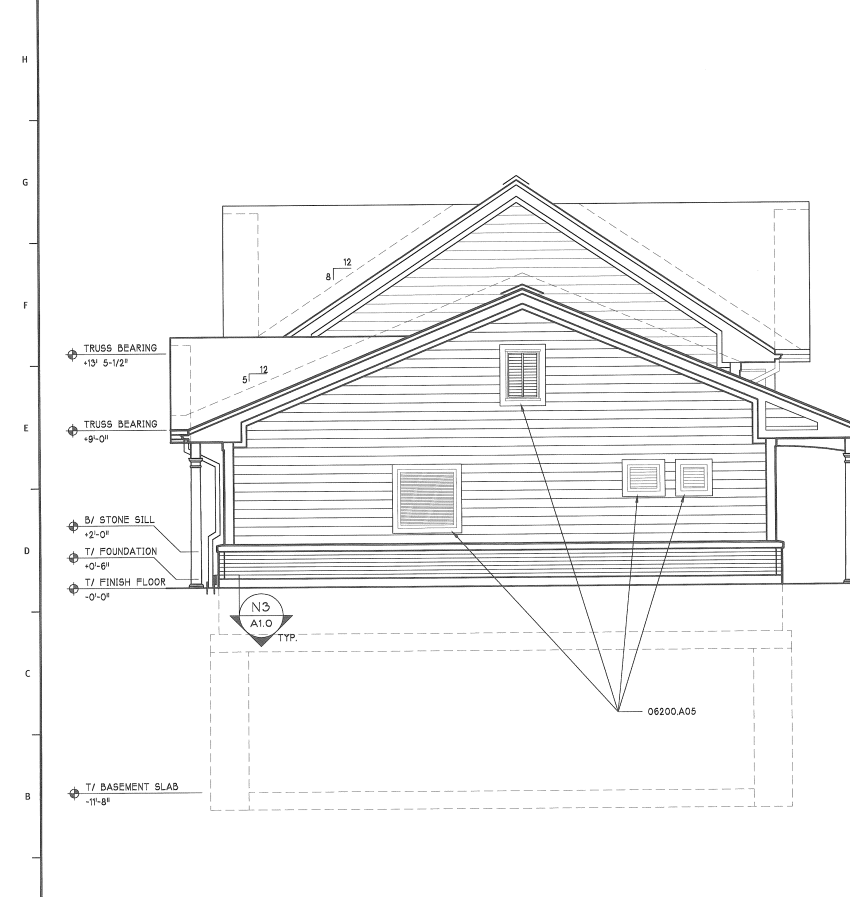 H
G
12
8
F
TRUSS BEARING
+13' 5-1/2"
12
5
E
TRUSS BEARING
+9'-0"
B/ STONE SILL
+2'-0"
D
T/ FOUNDATION
+0'-6"
T/ FINISH FLOOR
-0'-0"
N3
A1.0
TYP.
C
06200.A05
T/ BASEMENT SLAB
-11'-8"
B